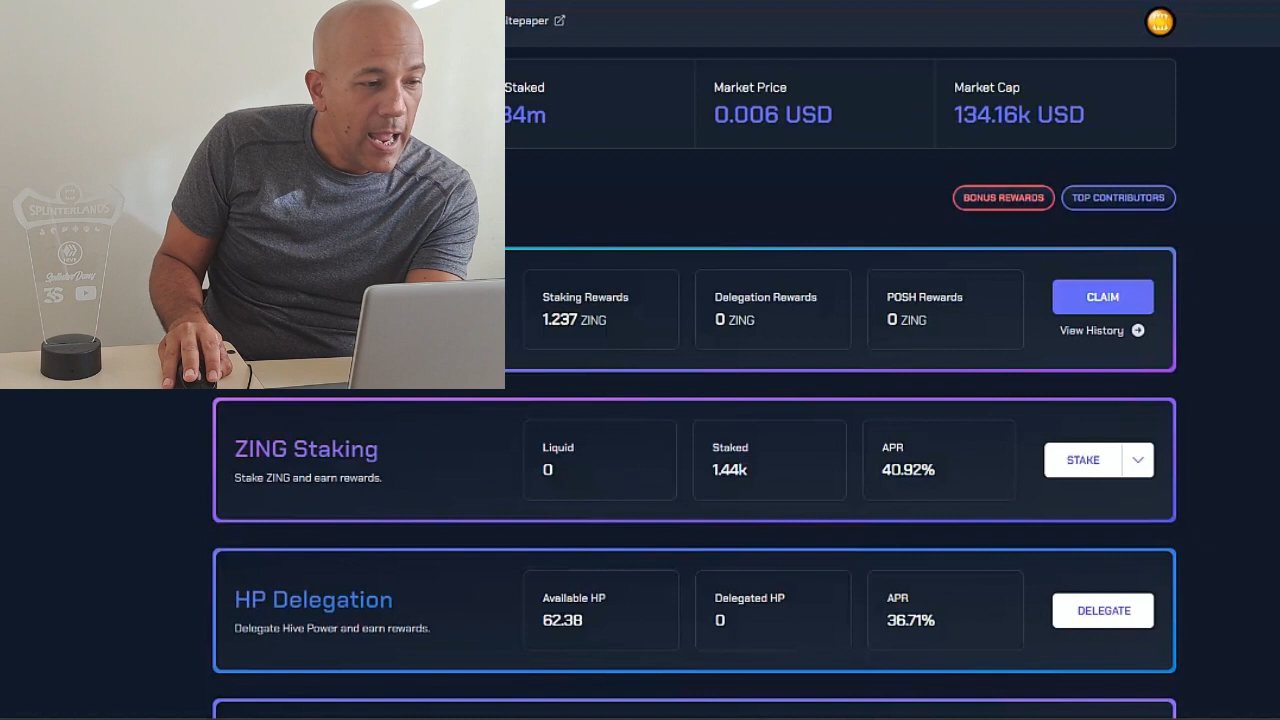 itepaper
Staked
Market Price
Market Cap
34m
0.006 USD
134.16k USD
BONUS REWARDS
TOP CONTRIBUTORS
SPLINTERLANDS
HIVE
Staking Rewards
1.237 ZING
Delegation Rewards
0 ZING
POSH Rewards
0 ZING
CLAIM
View History
ZING Staking
Stake ZING and earn rewards.
Liquid
0
Staked
1.44k
APR
40.92%
STAKE
HP Delegation
Delegate Hive Power and earn rewards.
Available HP
62.38
Delegated HP
0
APR
36.71%
DELEGATE